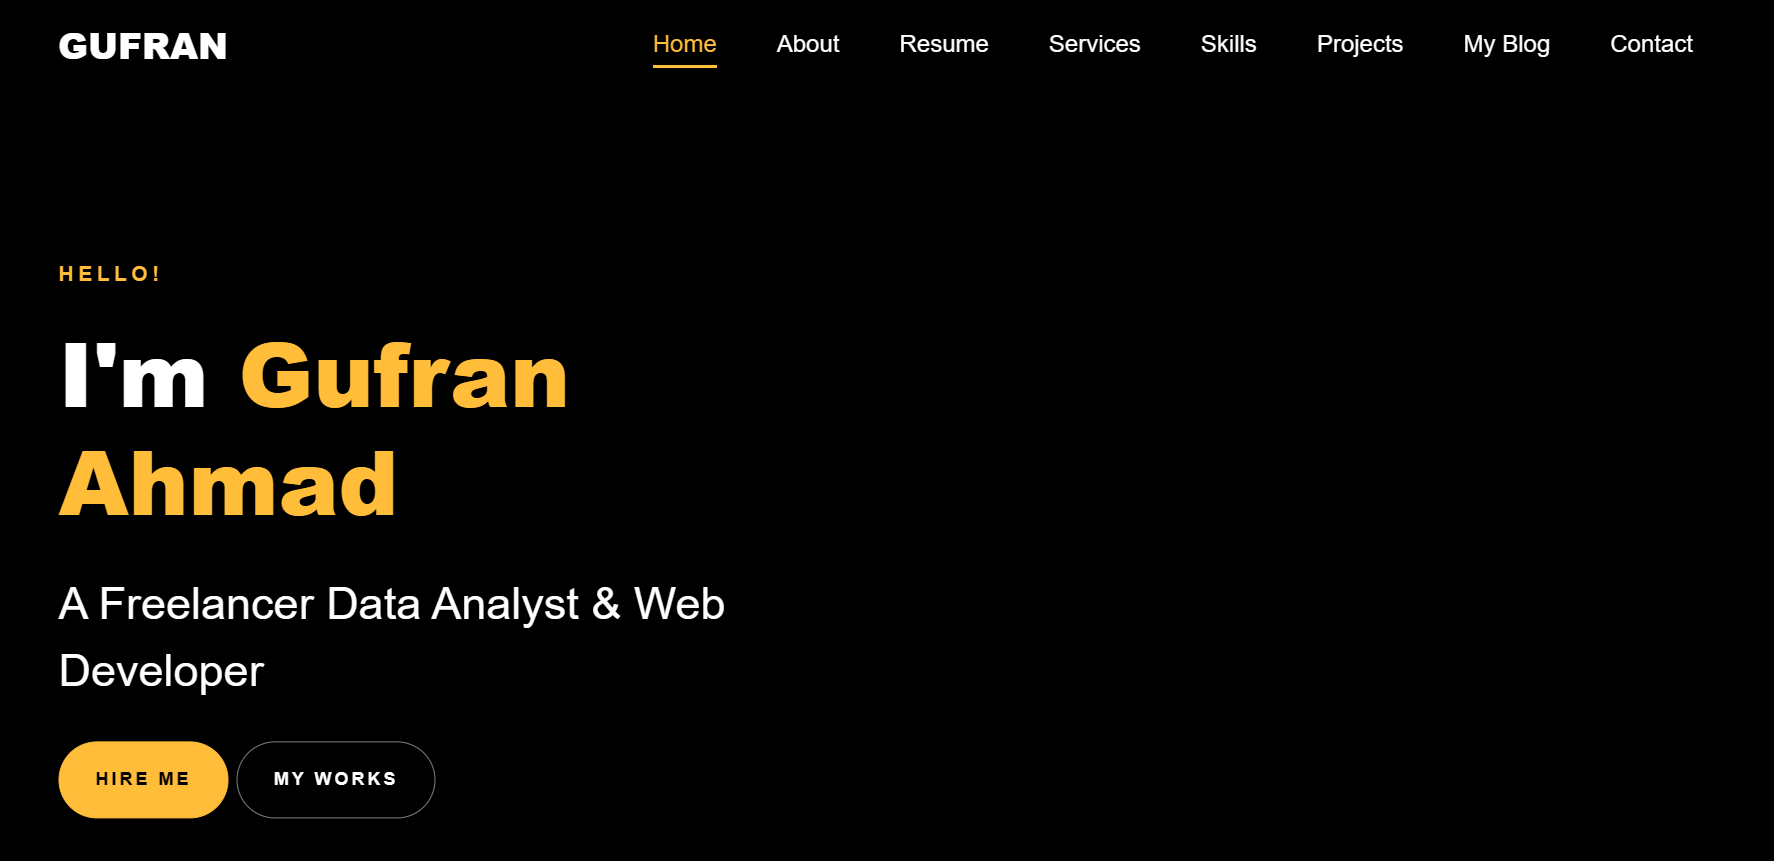 GUFRAN
Home About Resume Services Skills Projects My Blog Contact
HELLO!
I'm Gufran
Ahmad
A Freelancer Data Analyst & Web
Developer
HIRE ME MY WORKS